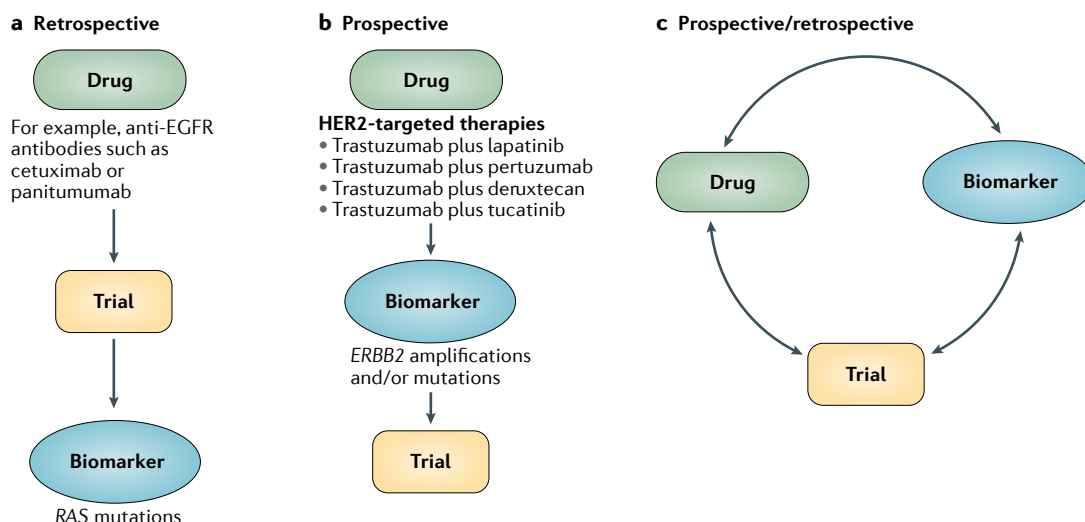 a Retrospective
Drug
For example, anti-EGFR
antibodies such as
cetuximab or
panitumumab
Trial
Biomarker
RAS mutations
b Prospective
Drug
HER2-targeted therapies
• Trastuzumab plus lapatinib
• Trastuzumab plus pertuzumab
• Trastuzumab plus deruxtecan
• Trastuzumab plus tucatinib
Biomarker
ERBB2 amplifications
and/or mutations
Trial
c Prospective/retrospective
Drug
Biomarker
Trial